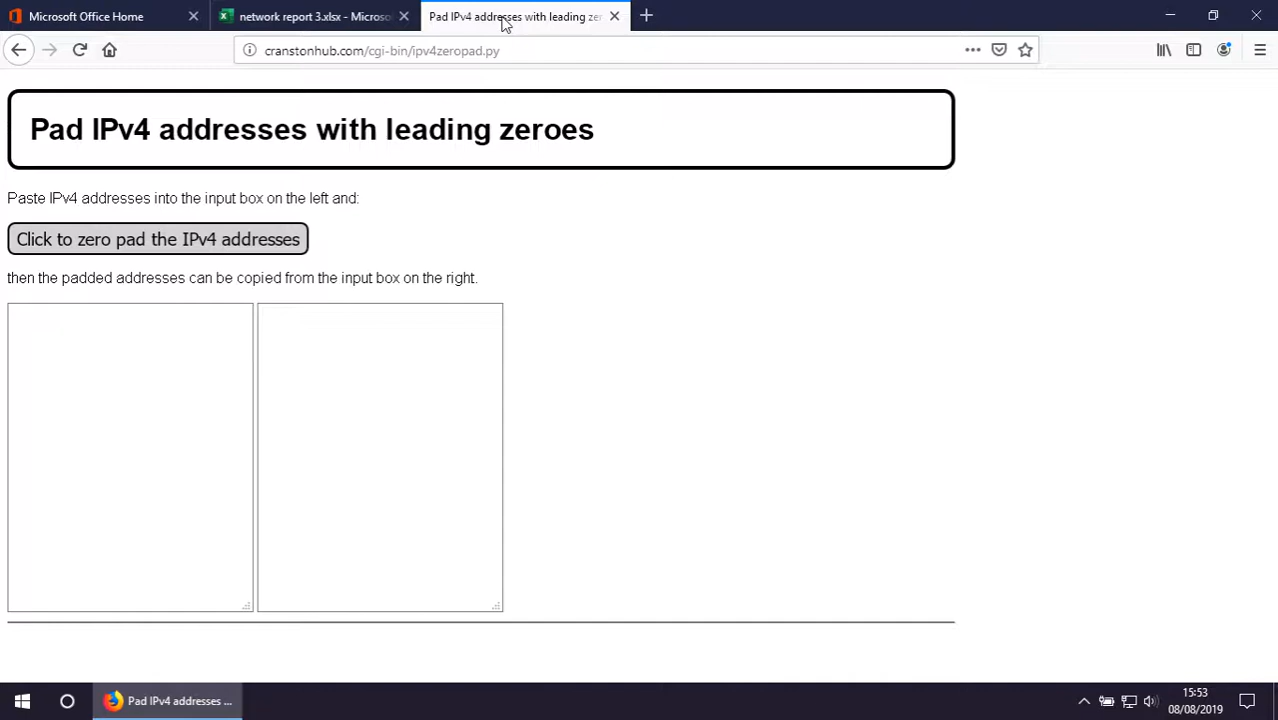 Microsoft Office Home
network report 3.xlsx - Microso
Pad IPv4 addresses with leading zer
cranstonhub.com/cgi-bin/ipv4zeropad.py
Pad IPv4 addresses with leading zeroes
Paste IPv4 addresses into the input box on the left and:
Click to zero pad the IPv4 addresses
then the padded addresses can be copied from the input box on the right.
Pad IPv4 addresses ...
15:53
08/08/2019